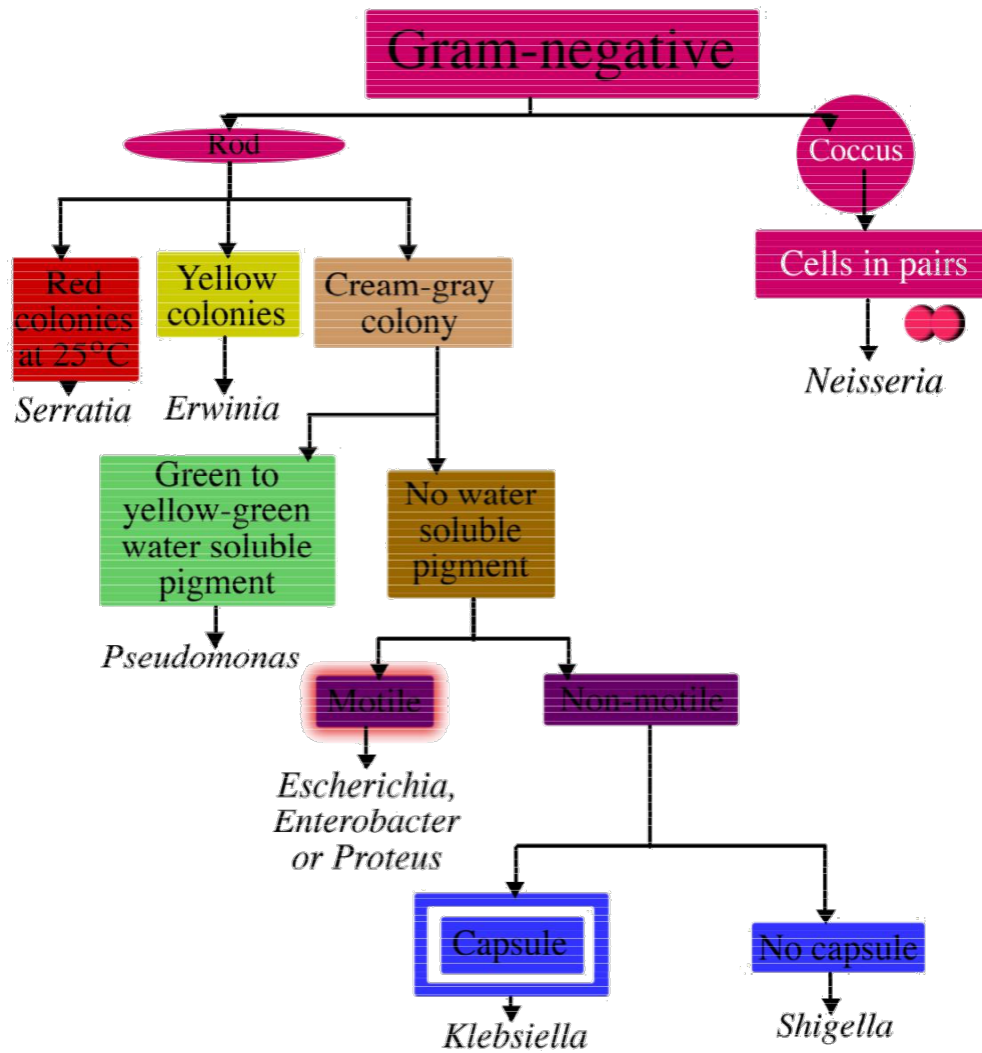 Gram-negative
Rod
Coccus
Red
colonies
at 25°C
Yellow
colonies
Cream-gray
colony
Cells in pairs
Serratia
Erwinia
Neisseria
Green to
yellow-green
water soluble
pigment
No water
soluble
pigment
Pseudomonas
Motile
Non-motile
Escherichia,
Enterobacter
or Proteus
Capsule
No capsule
Klebsiella
Shigella